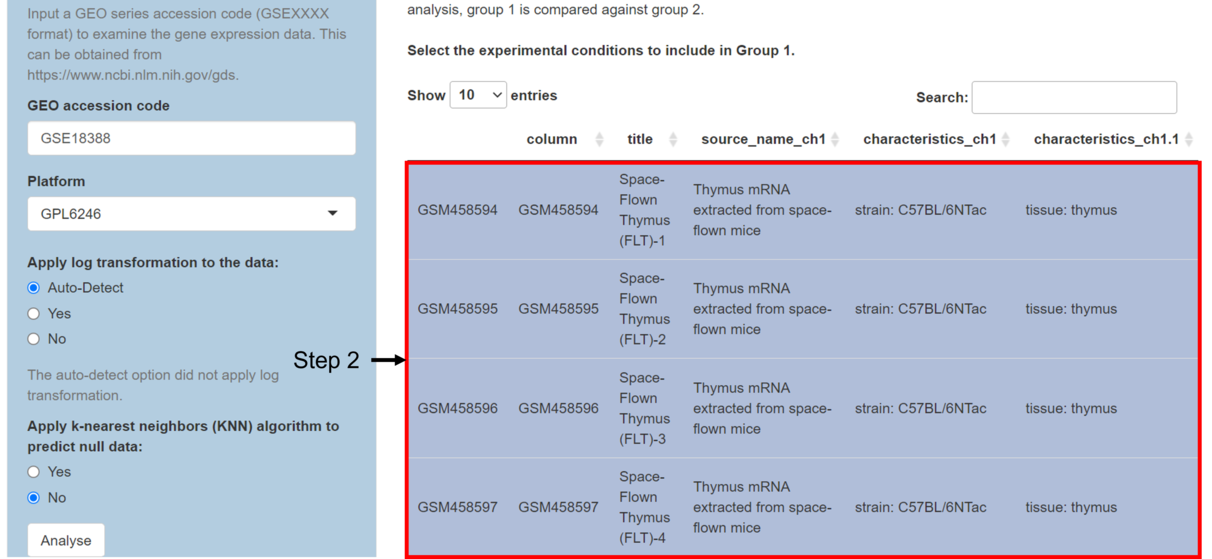 Input a GEO series accession code (GSEXXXX
format) to examine the gene expression data. This
can be obtained from
https://www.ncbi.nlm.nih.gov/gds.
GEO accession code
GSE18388
Platform
GPL6246
Apply log transformation to the data:
Auto-Detect
Yes
No
The auto-detect option did not apply log
transformation.
Apply k-nearest neighbors (KNN) algorithm to
predict null data:
Yes
No
Analyse
Step 2
analysis, group 1 is compared against group 2.
Select the experimental conditions to include in Group 1.
Show 10 entries
Search:
column title source_name_ch1 characteristics_ch1 characteristics_ch1.1
GSM458594
GSM458594
Space-
Flown
Thymus
(FLT)-1
Thymus mRNA
extracted from space-
flown mice
strain: C57BL/6NTac
tissue: thymus
GSM458595
GSM458595
Space-
Flown
Thymus
(FLT)-2
Thymus mRNA
extracted from space-
flown mice
strain: C57BL/6NTac
tissue: thymus
GSM458596
GSM458596
Space-
Flown
Thymus
(FLT)-3
Thymus mRNA
extracted from space-
flown mice
strain: C57BL/6NTac
tissue: thymus
GSM458597
GSM458597
Space-
Flown
Thymus
(FLT)-4
Thymus mRNA
extracted from space-
flown mice
strain: C57BL/6NTac
tissue: thymus